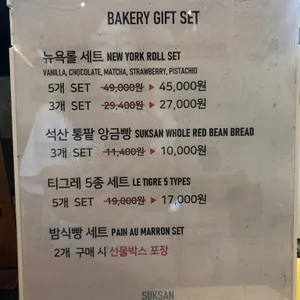 BAKERY GIFT SET
뉴욕롤 세트 NEW YORK ROLL SET
VANILLA, CHOCOLATE, MATCHA, STRAWBERRY, PISTACHIO
5개 SET 49,000원 ▶ 45,000원
3개 SET 29,400원 ▶ 27,000원
석산 통팥 앙금빵 SUKSAN WHOLE RED BEAN BREAD
3개 SET 11,400원 ▶ 10,000원
티그레 5종 세트 LE TIGRE 5 TYPES
5개 SET 19,000원 ▶ 17,000원
밤식빵 세트 PAIN AU MARRON SET
2개 구매 시 선물박스 포장
SUKSAN